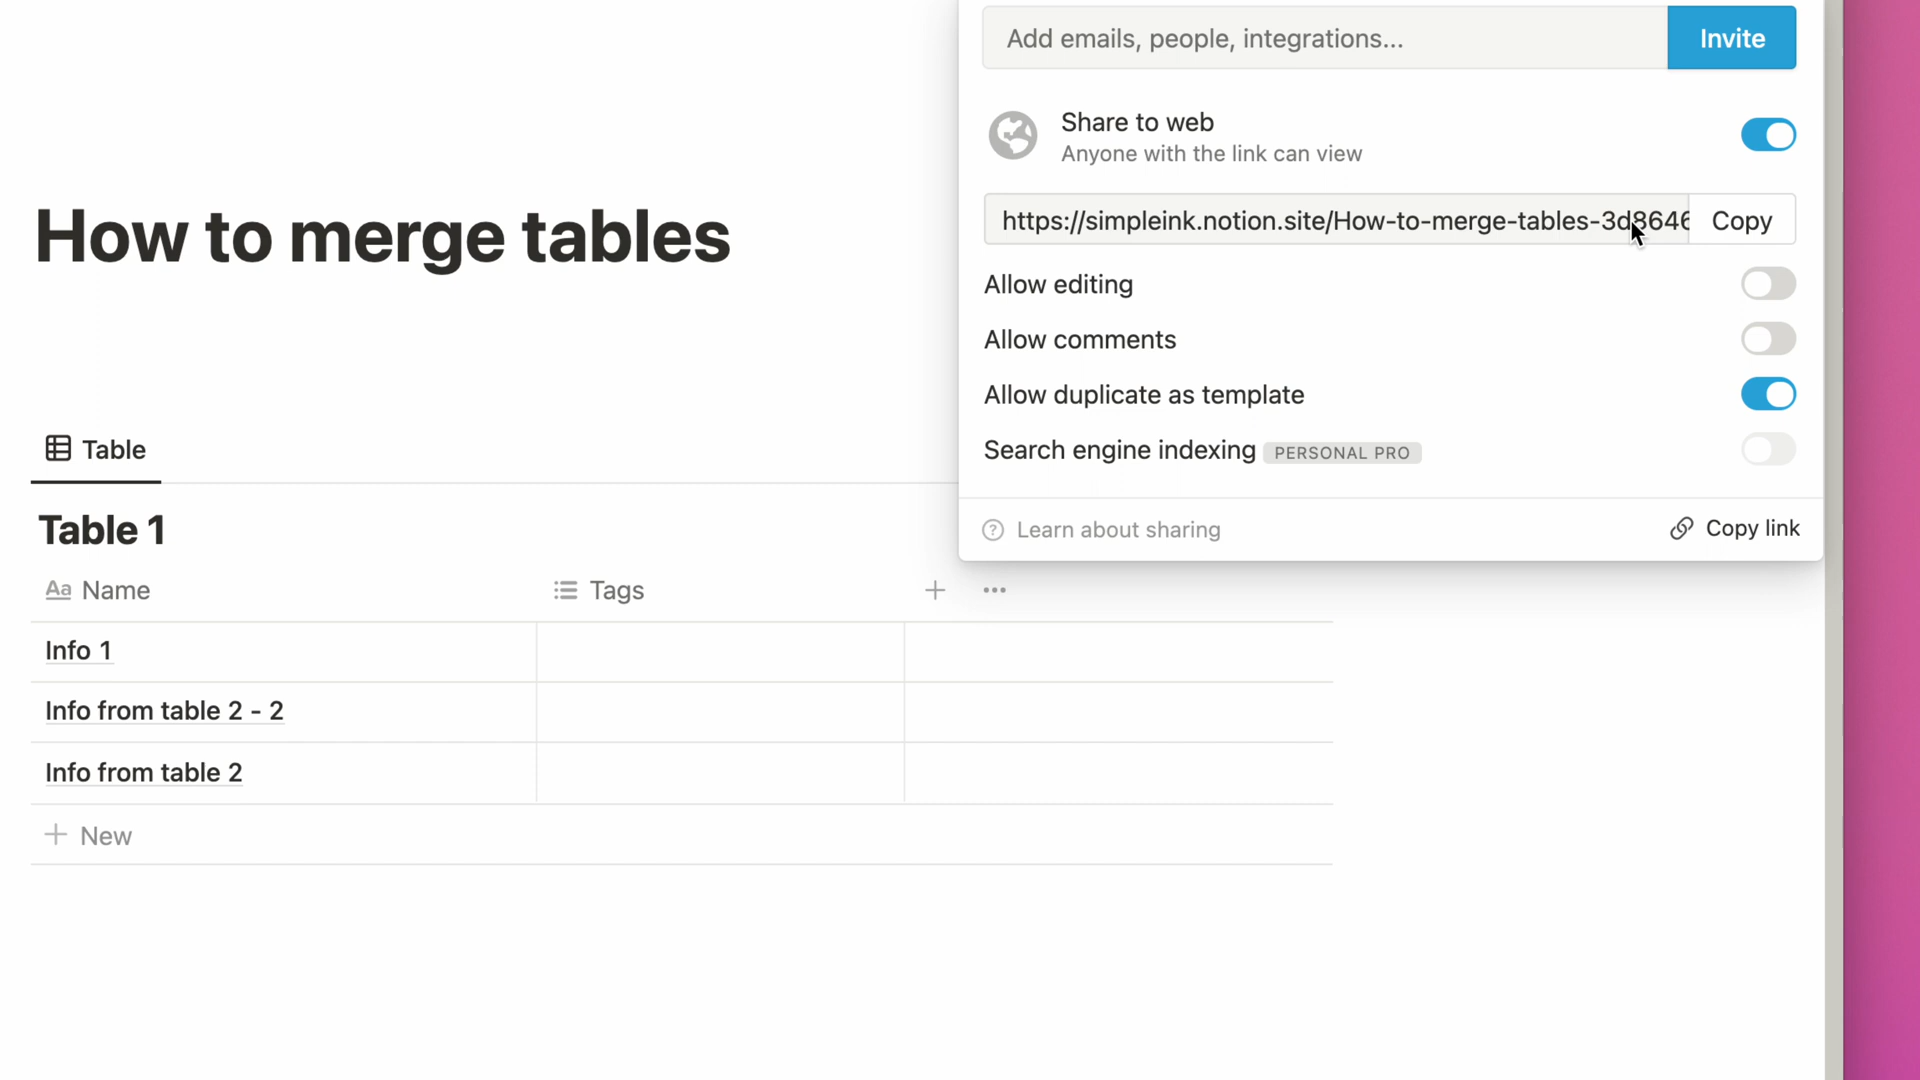 Add emails, people, integrations...
Invite
Share to web
Anyone with the link can view
https://simpleink.notion.site/How-to-merge-tables-3d8646
Copy
Allow editing
Allow comments
Allow duplicate as template
Search engine indexing PERSONAL PRO
? Learn about sharing
Copy link
How to merge tables
Table
Table 1
Aa Name
Tags
+ •••
Info 1
Info from table 2 - 2
Info from table 2
+ New